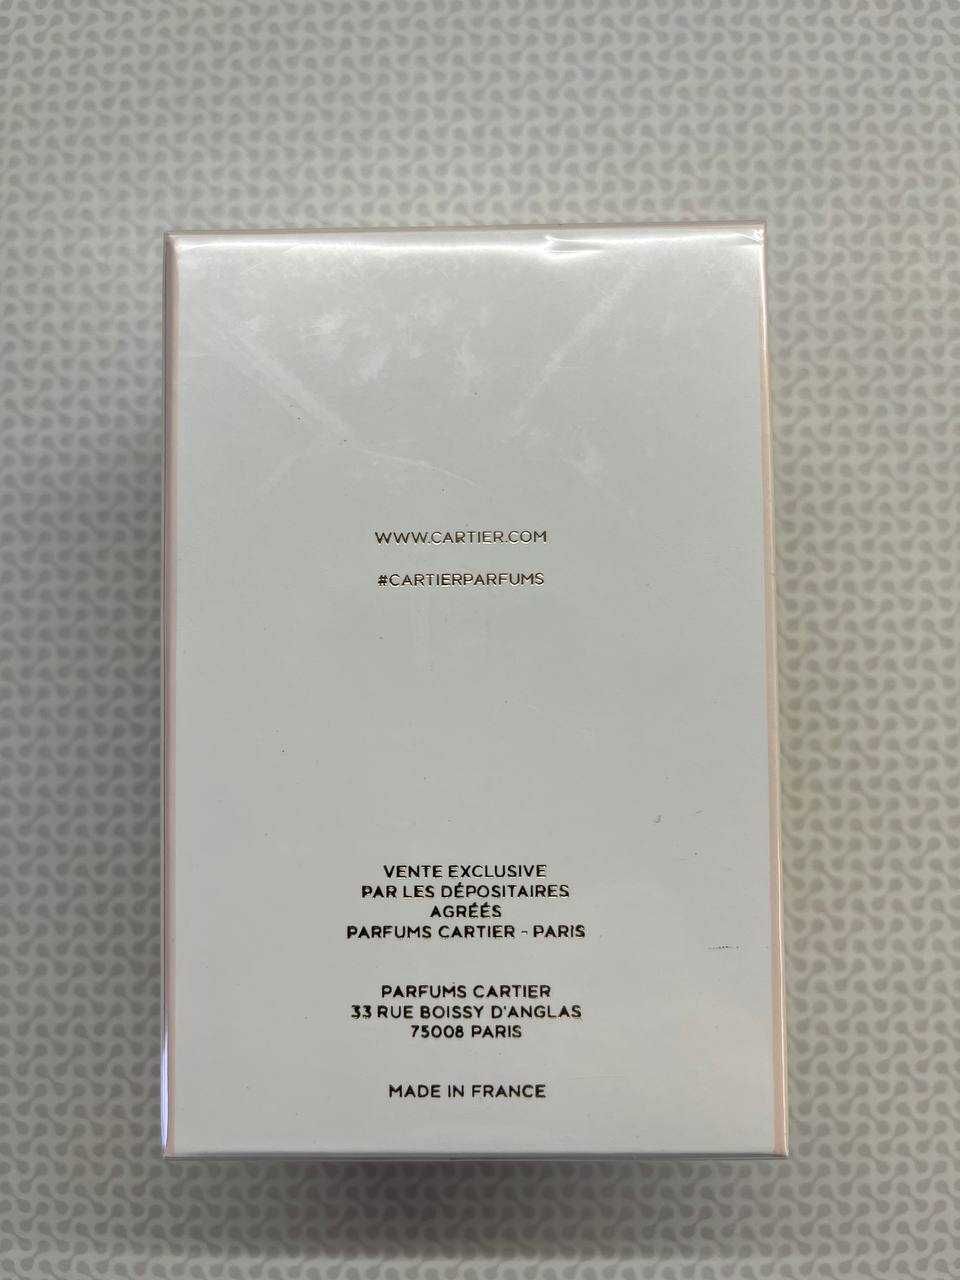 WWW.CARTIER.COM
#CARTIERPARFUMS
VENTE EXCLUSIVE
PAR LES DÉPOSITAIRES
AGRÉÉS
PARFUMS CARTIER - PARIS
PARFUMS CARTIER
33 RUE BOISSY D'ANGLAS
75008 PARIS
MADE IN FRANCE